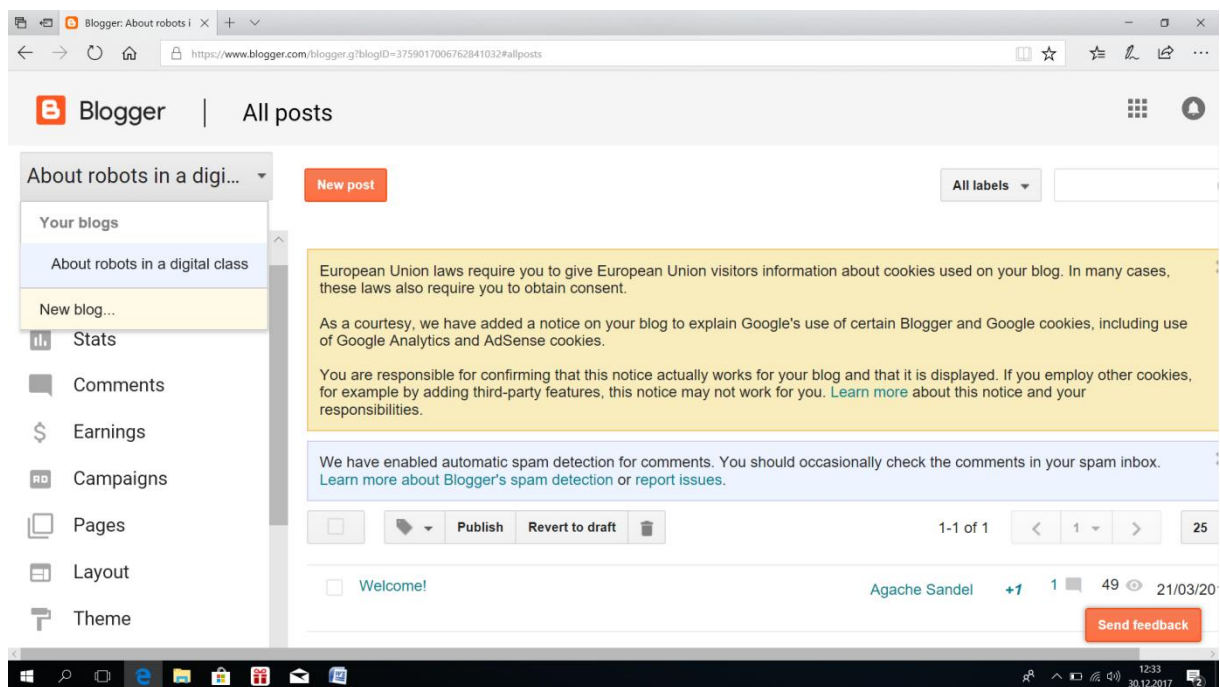 Blogger: About robots i
https://www.blogger.com/blogger.g?blogID=3759017006762841032#allposts
Blogger | All posts
About robots in a digi...
New post
All labels
Your blogs
About robots in a digital class
New blog...
Stats
Comments
Earnings
Campaigns
Pages
Layout
Theme
European Union laws require you to give European Union visitors information about cookies used on your blog. In many cases,
these laws also require you to obtain consent.
As a courtesy, we have added a notice on your blog to explain Google's use of certain Blogger and Google cookies, including use
of Google Analytics and AdSense cookies.
You are responsible for confirming that this notice actually works for your blog and that it is displayed. If you employ other cookies,
for example by adding third-party features, this notice may not work for you. Learn more about this notice and your
responsibilities.
We have enabled automatic spam detection for comments. You should occasionally check the comments in your spam inbox.
Learn more about Blogger's spam detection or report issues.
Publish Revert to draft 1-1 of 1 1 25
Welcome! Agache Sandel +1 1 49 21/03/20
Send feedback
12:33
30.12.2017